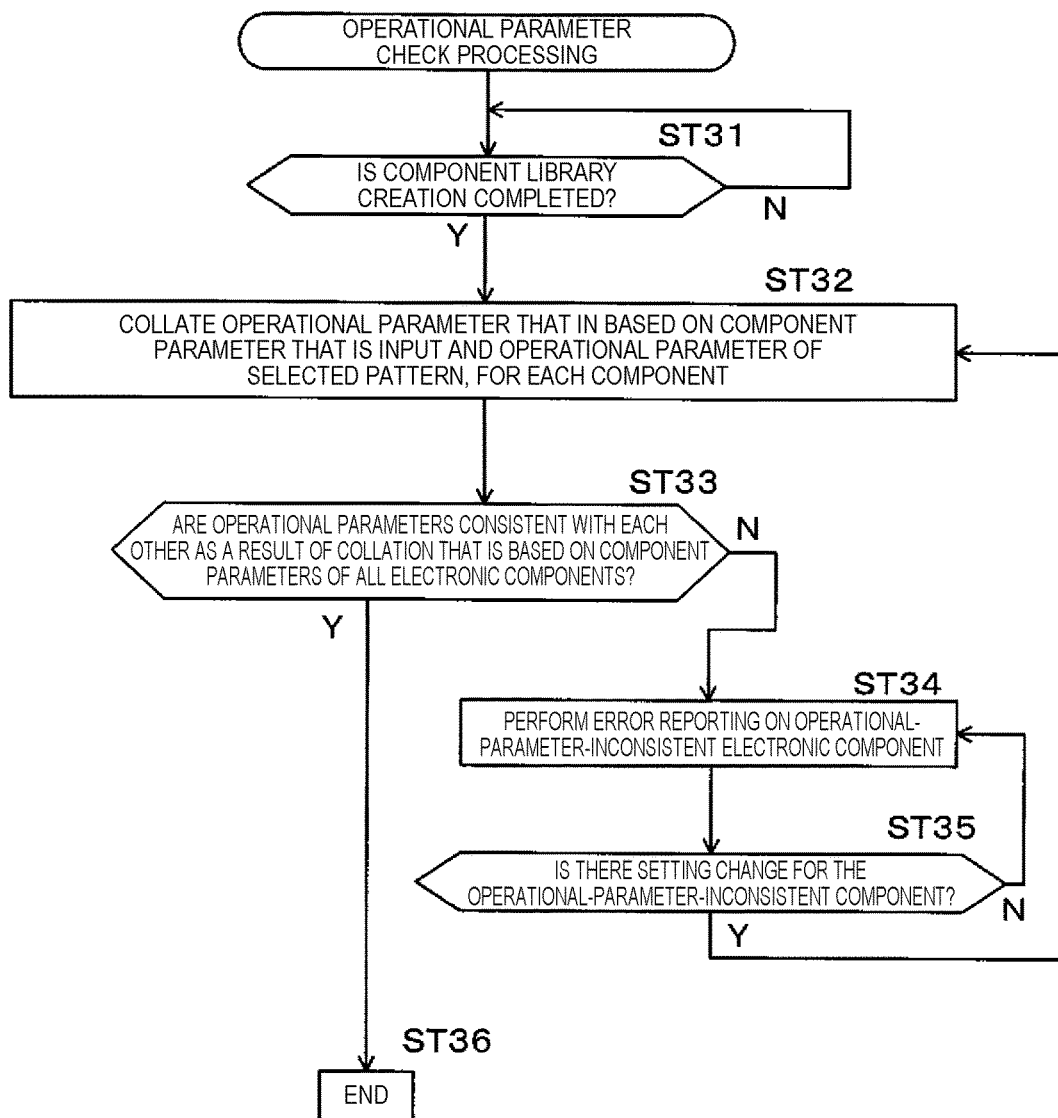 OPERATIONAL PARAMETER
CHECK PROCESSING
ST31
IS COMPONENT LIBRARY
CREATION COMPLETED?
N
Y
ST32
COLLATE OPERATIONAL PARAMETER THAT IN BASED ON COMPONENT
PARAMETER THAT IS INPUT AND OPERATIONAL PARAMETER OF
SELECTED PATTERN, FOR EACH COMPONENT
ST33
ARE OPERATIONAL PARAMETERS CONSISTENT WITH EACH
OTHER AS A RESULT OF COLLATION THAT IS BASED ON COMPONENT
PARAMETERS OF ALL ELECTRONIC COMPONENTS?
N
Y
ST34
PERFORM ERROR REPORTING ON OPERATIONAL-
PARAMETER-INCONSISTENT ELECTRONIC COMPONENT
ST35
IS THERE SETTING CHANGE FOR THE
OPERATIONAL-PARAMETER-INCONSISTENT COMPONENT?
N
Y
ST36
END